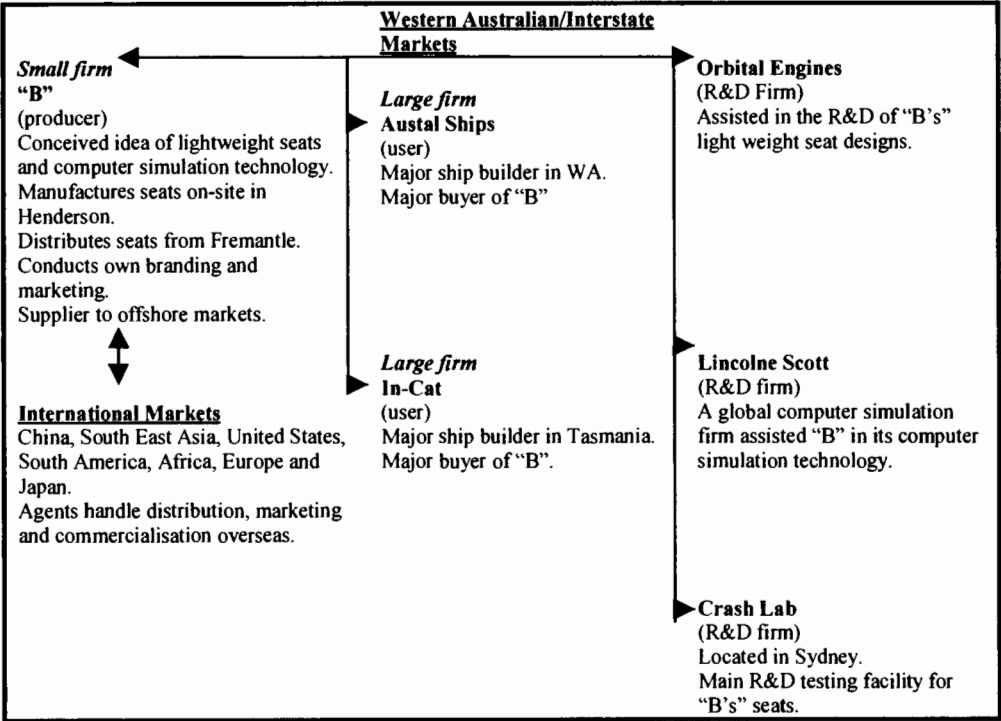 Western Australian/Interstate
Markets
Small firm
“B”
(producer)
Conceived idea of lightweight seats
and computer simulation technology.
Manufactures seats on-site in
Henderson.
Distributes seats from Fremantle.
Conducts own branding and
marketing.
Supplier to offshore markets.
International Markets
China, South East Asia, United States,
South America, Africa, Europe and
Japan.
Agents handle distribution, marketing
and commercialisation overseas.
Large firm
Austal Ships
(user)
Major ship builder in WA.
Major buyer of “B”
Large firm
In-Cat
(user)
Major ship builder in Tasmania.
Major buyer of “B”.
Orbital Engines
(R&D Firm)
Assisted in the R&D of “B’s”
light weight seat designs.
Lincolne Scott
(R&D firm)
A global computer simulation
firm assisted “B” in its computer
simulation technology.
Crash Lab
(R&D firm)
Located in Sydney.
Main R&D testing facility for
“B’s” seats.